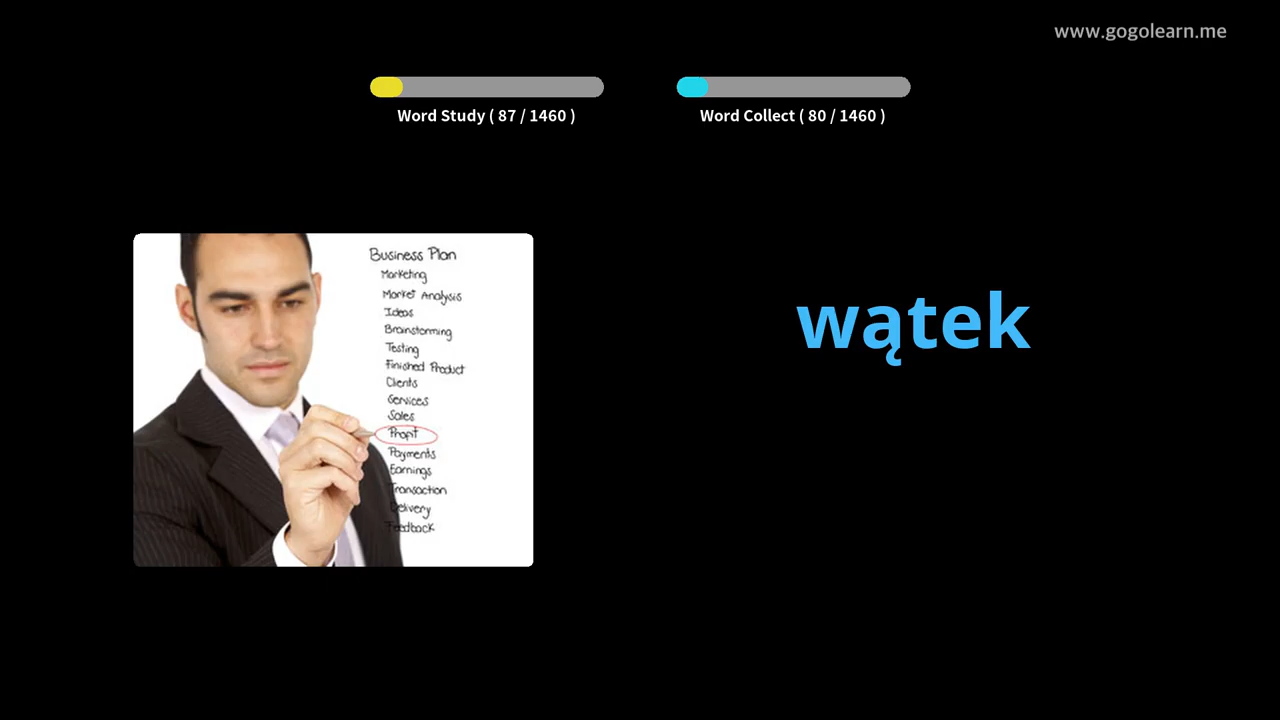 www.gogolearn.me
Word Study ( 87 / 1460 )
Word Collect ( 80 / 1460 )
Business Plan
Marketing
Market Analysis
Ideas
Brainstorming
Testing
Finished Product
Clients
Services
Sales
Profit
Payments
Earnings
Transaction
Delivery
Feedback
wątek